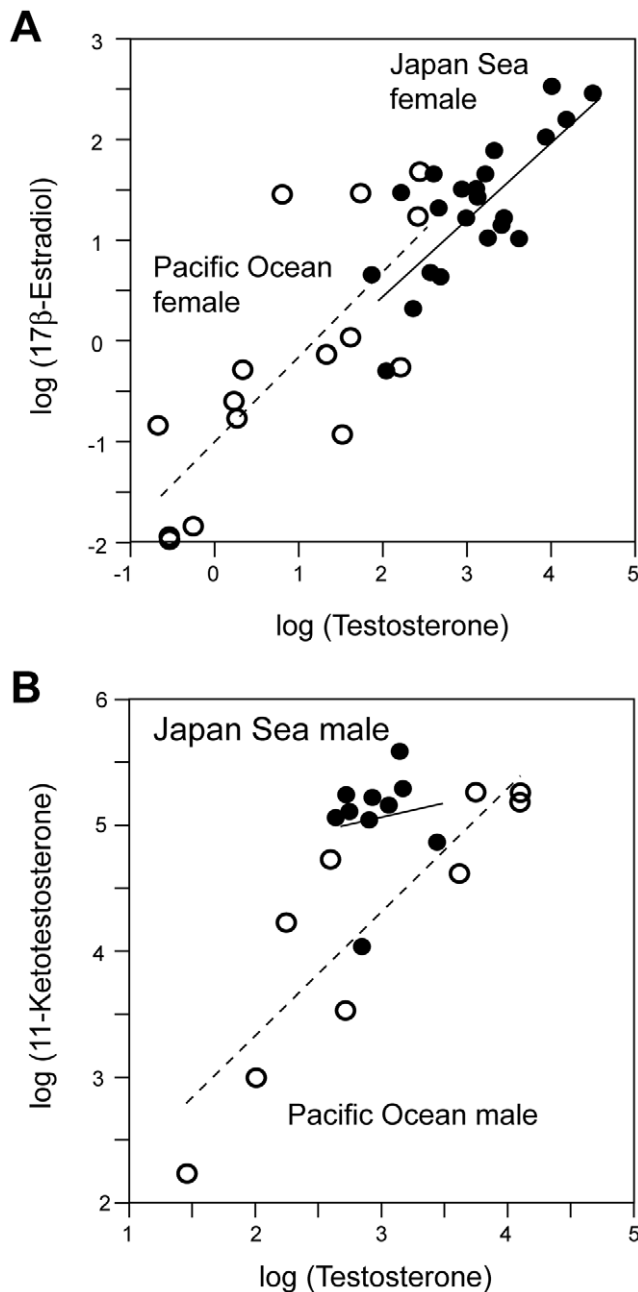 A
3
2
1
0
-1
-2
log (17β-Estradiol)
Japan Sea
female
Pacific Ocean
female
-1
0
1
2
3
4
5
log (Testosterone)
B
6
5
4
3
2
log (11-Ketotestosterone)
Japan Sea male
Pacific Ocean male
1
2
3
4
5
log (Testosterone)